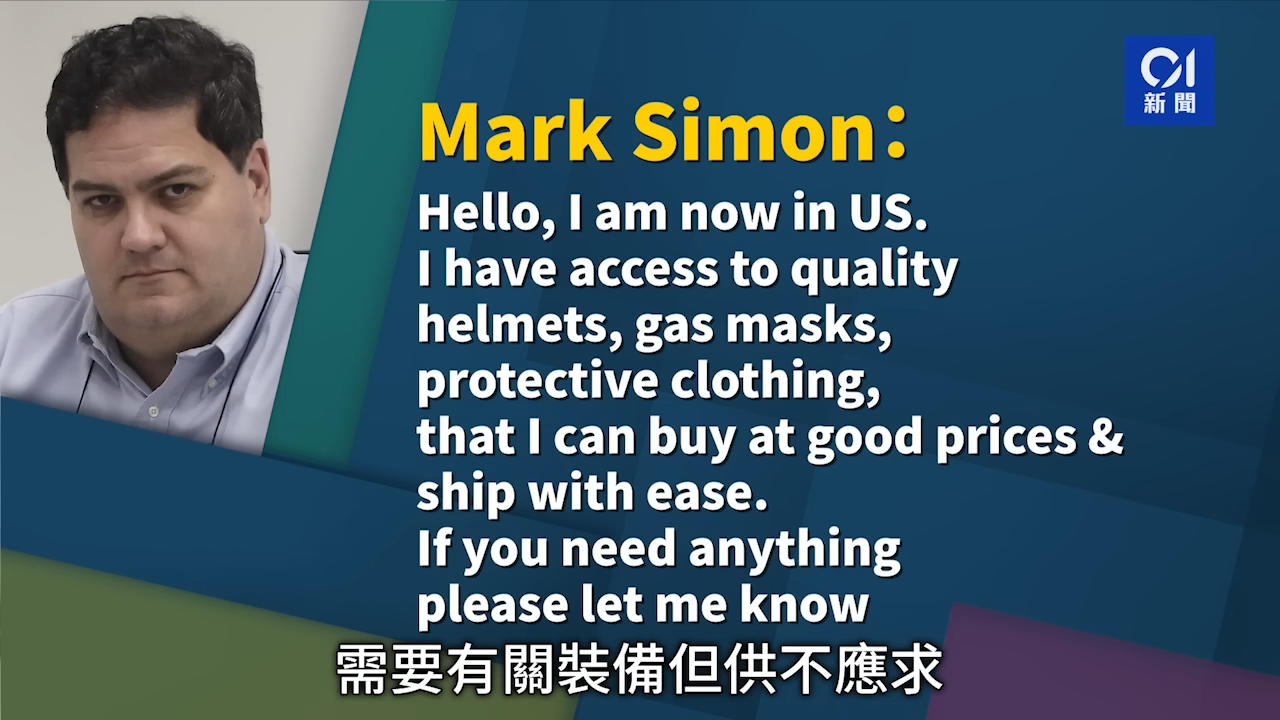 01
新聞
Mark Simon：
Hello, I am now in US.
I have access to quality
helmets, gas masks,
protective clothing,
that I can buy at good prices &
ship with ease.
If you need anything
please let me know
需要有關裝備但供不應求